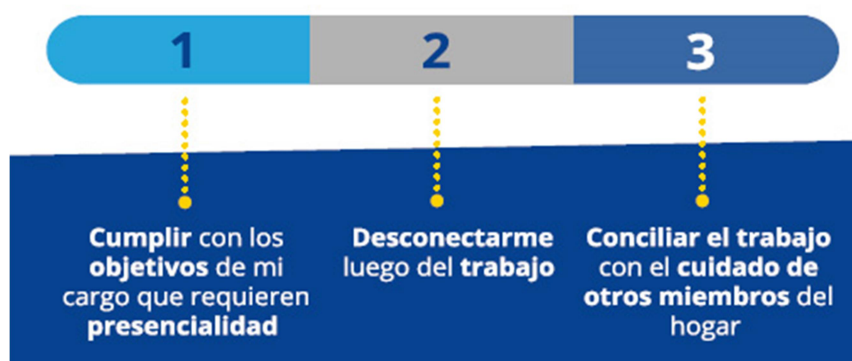 1
2
3
Cumplir con los
objetivos de mi
cargo que requieren
presencialidad
Desconectarme
luego del trabajo
Conciliar el trabajo
con el cuidado de
otros miembros del
hogar